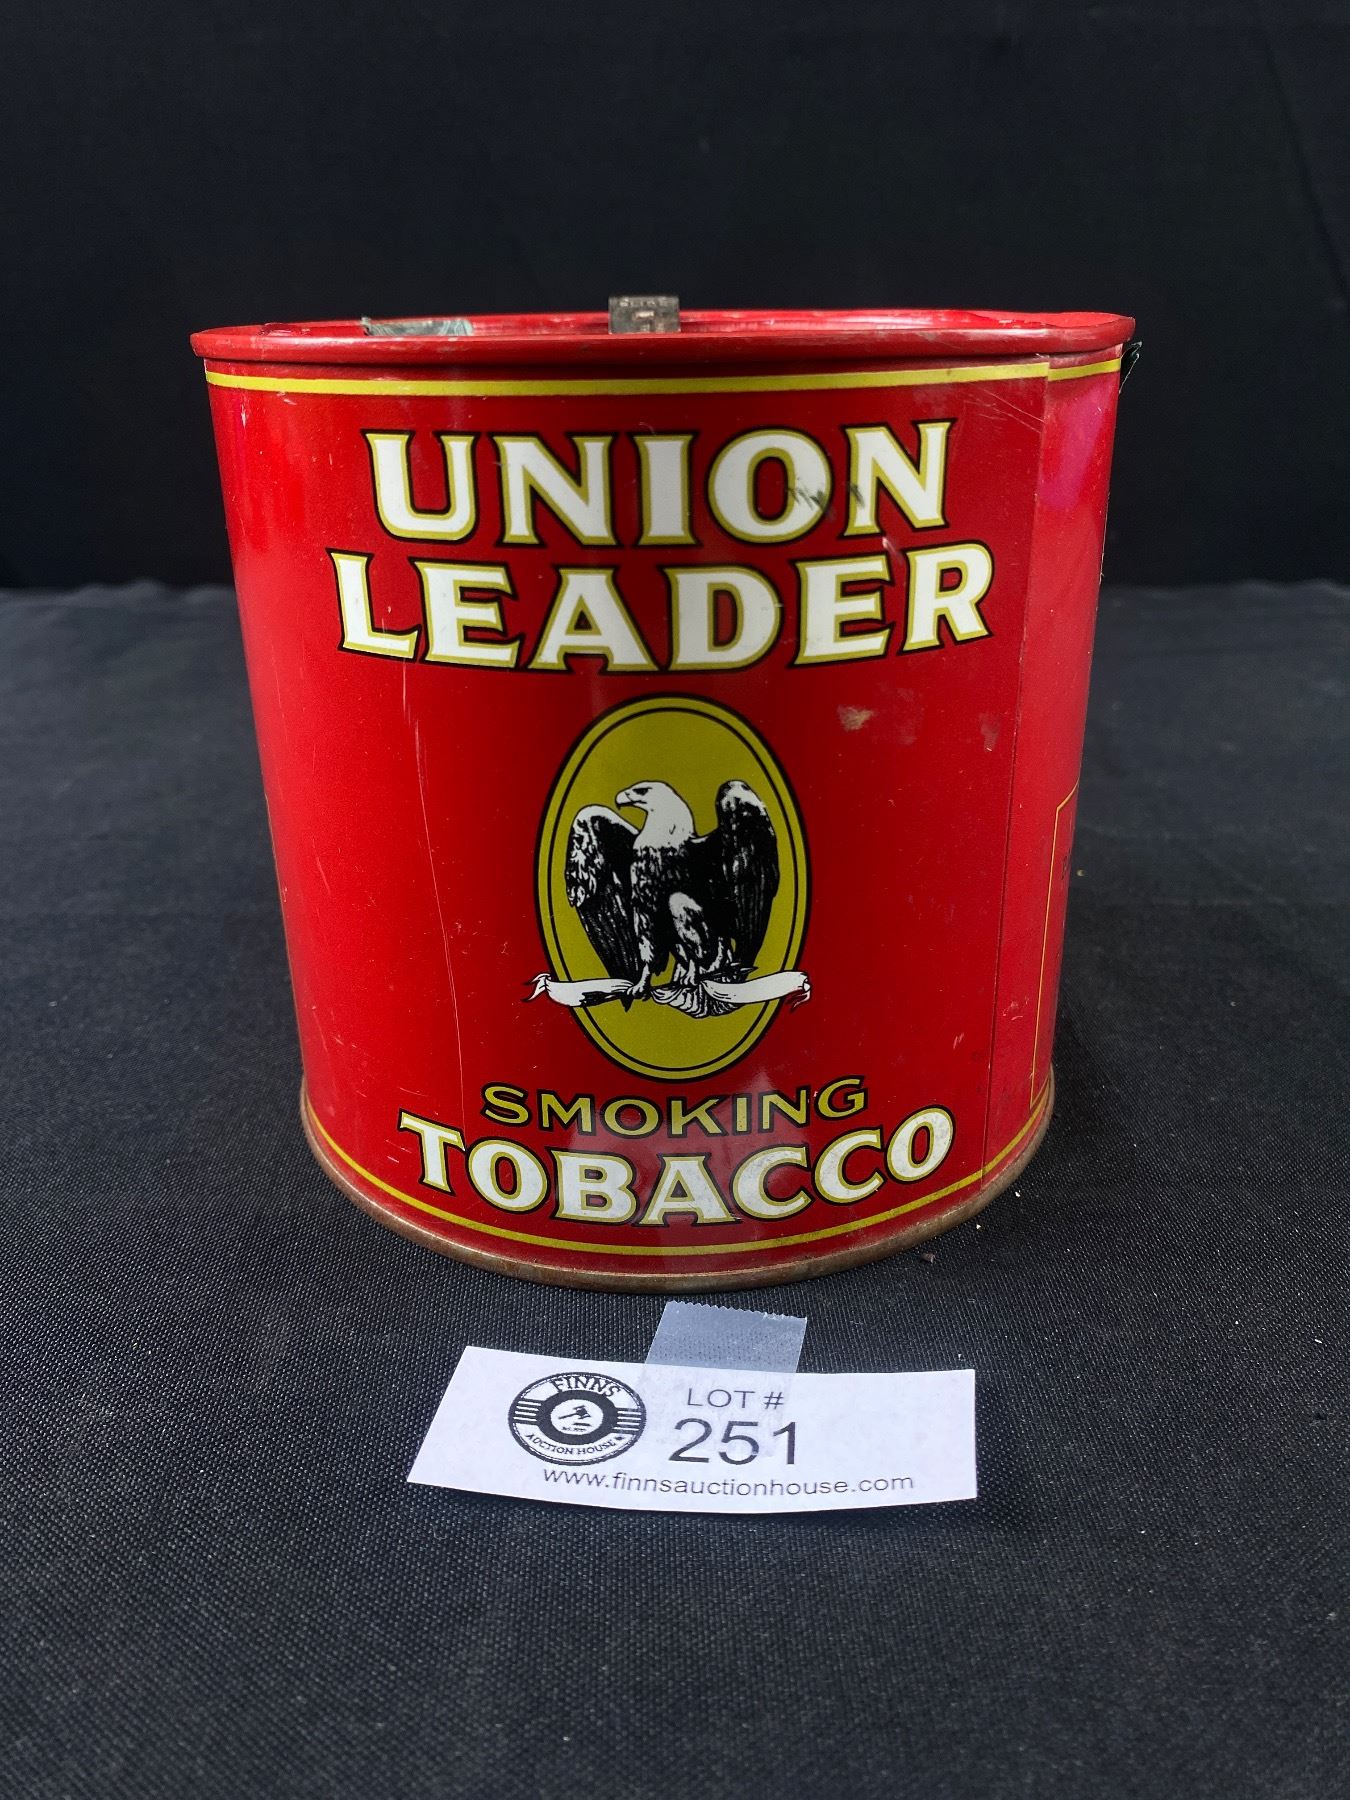 UNION
LEADER
SMOKING
TOBACCO
FINNS
AUCTION HOUSE
LOT #
251
www.finnsauctionhouse.com